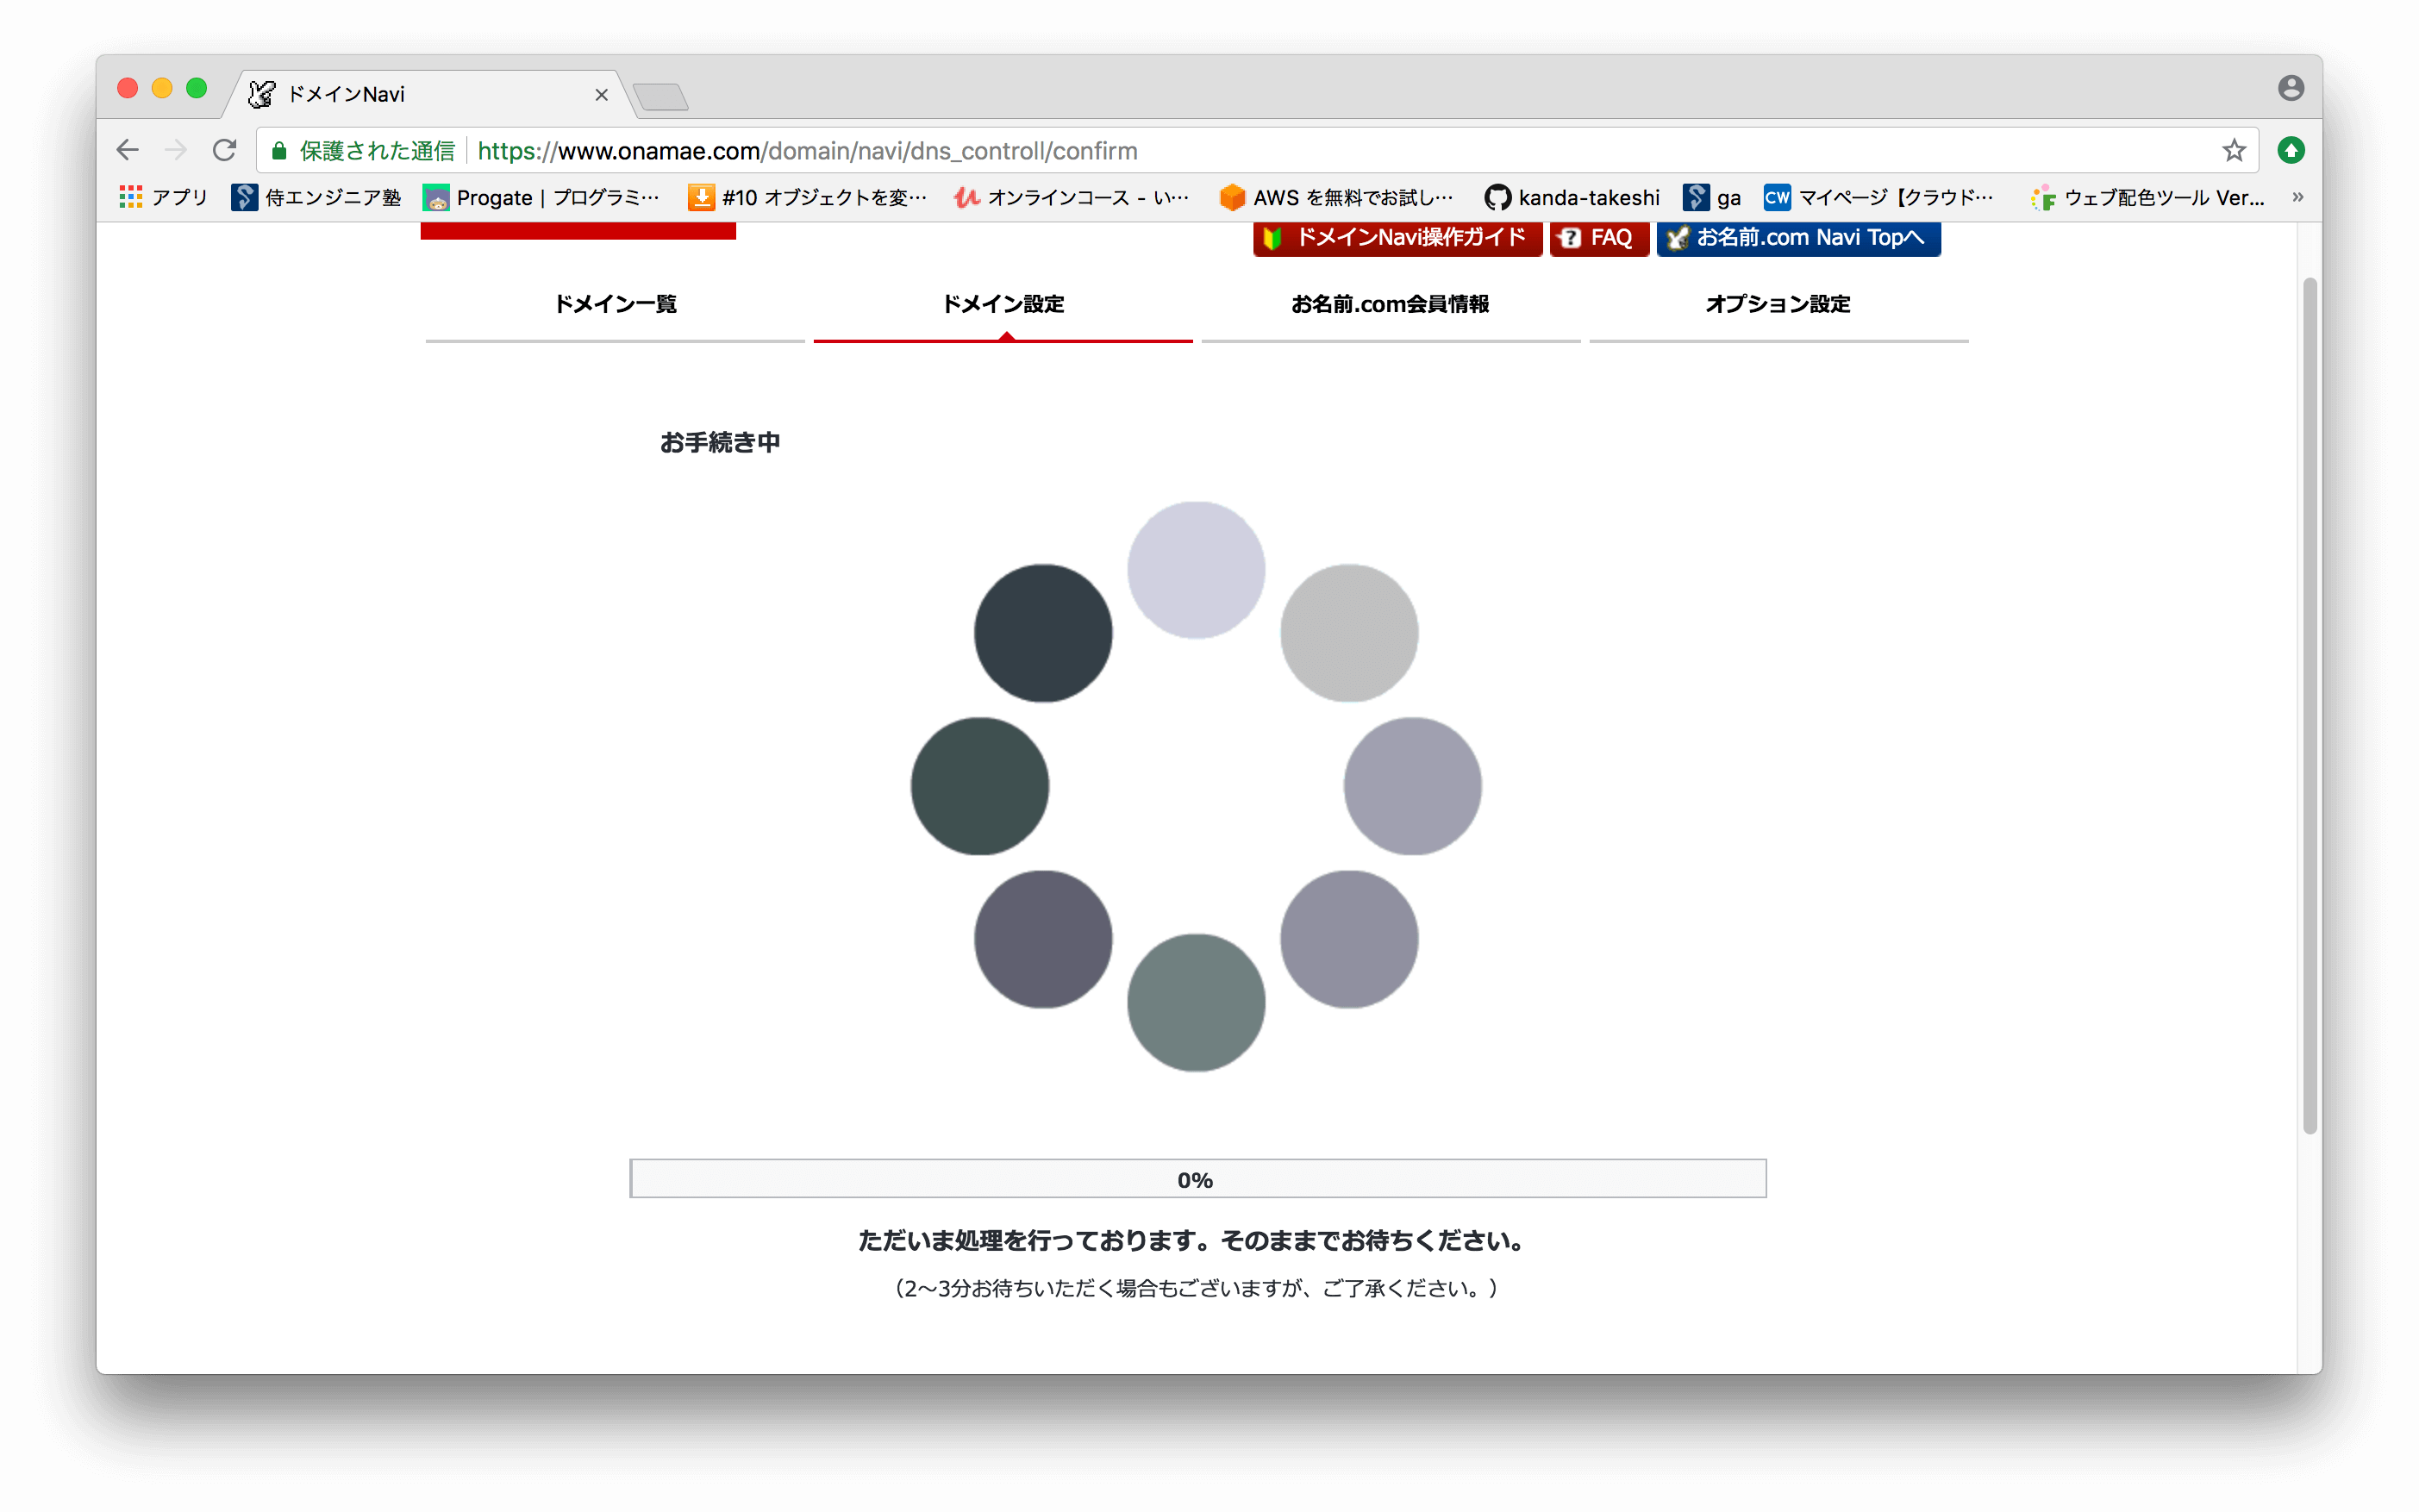 ドメインNavi
保護された通信 https://www.onamae.com/domain/navi/dns_controll/confirm
アプリ 侍エンジニア塾 Progate | プログラミ… #10 オブジェクトを変… オンラインコース - い… AWS を無料でお試し… kanda-takeshi ga マイページ【クラウド… ウェブ配色ツール Ver… »
ドメインNavi操作ガイド FAQ お名前.com Navi Topへ
ドメイン一覧 ドメイン設定 お名前.com会員情報 オプション設定
お手続き中
0%
ただいま処理を行っております。そのままでお待ちください。
（2～3分お待ちいただく場合もございますが、ご了承ください。）